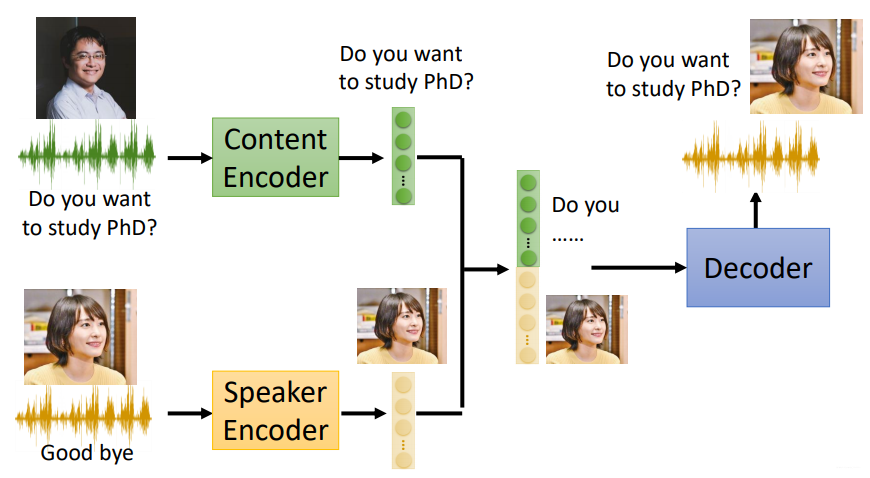 Do you want
to study PhD?
Content
Encoder
Do you want
to study PhD?
Do you want
to study PhD?
Do you
......
Decoder
Speaker
Encoder
Good bye